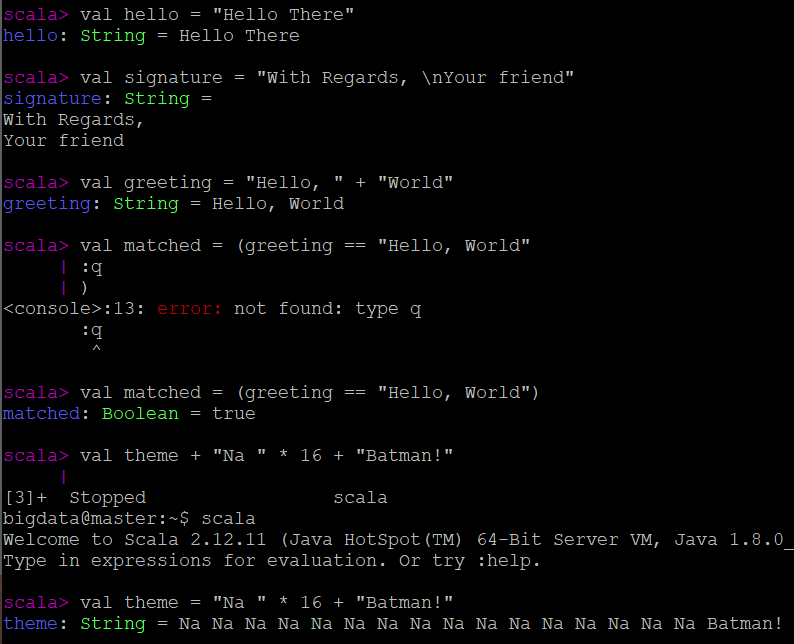 scala> val hello = "Hello There"
hello: String = Hello There
scala> val signature = "With Regards, \nYour friend"
signature: String =
With Regards,
Your friend
scala> val greeting = "Hello, " + "World"
greeting: String = Hello, World
scala> val matched = (greeting == "Hello, World"
| :q
| )
<console>:13: error: not found: type q
:q
^
scala> val matched = (greeting == "Hello, World")
matched: Boolean = true
scala> val theme + "Na " * 16 + "Batman!"
|
[3]+  Stopped                 scala
bigdata@master:~$ scala
Welcome to Scala 2.12.11 (Java HotSpot(TM) 64-Bit Server VM, Java 1.8.0_
Type in expressions for evaluation. Or try :help.
scala> val theme = "Na " * 16 + "Batman!"
theme: String = Na Na Na Na Na Na Na Na Na Na Na Na Na Na Na Na Batman!